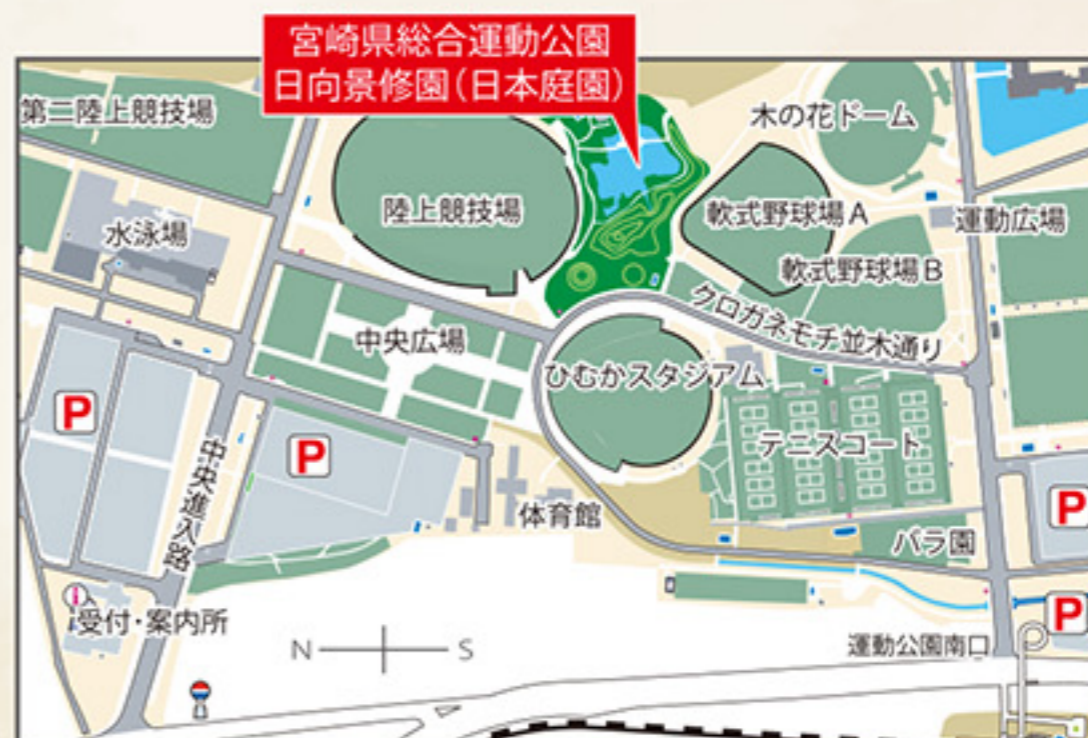 宮崎県総合運動公園
日向景修園(日本庭園)
第二陸上競技場
木の花ドーム
陸上競技場
軟式野球場A
運動広場
水泳場
軟式野球場B
クロガネモチ並木通り
中央広場
ひむかスタジアム
P
P
テニスコート
中央進入路
P
体育館
バラ園
i
受付・案内所
P
N
S
運動公園南口